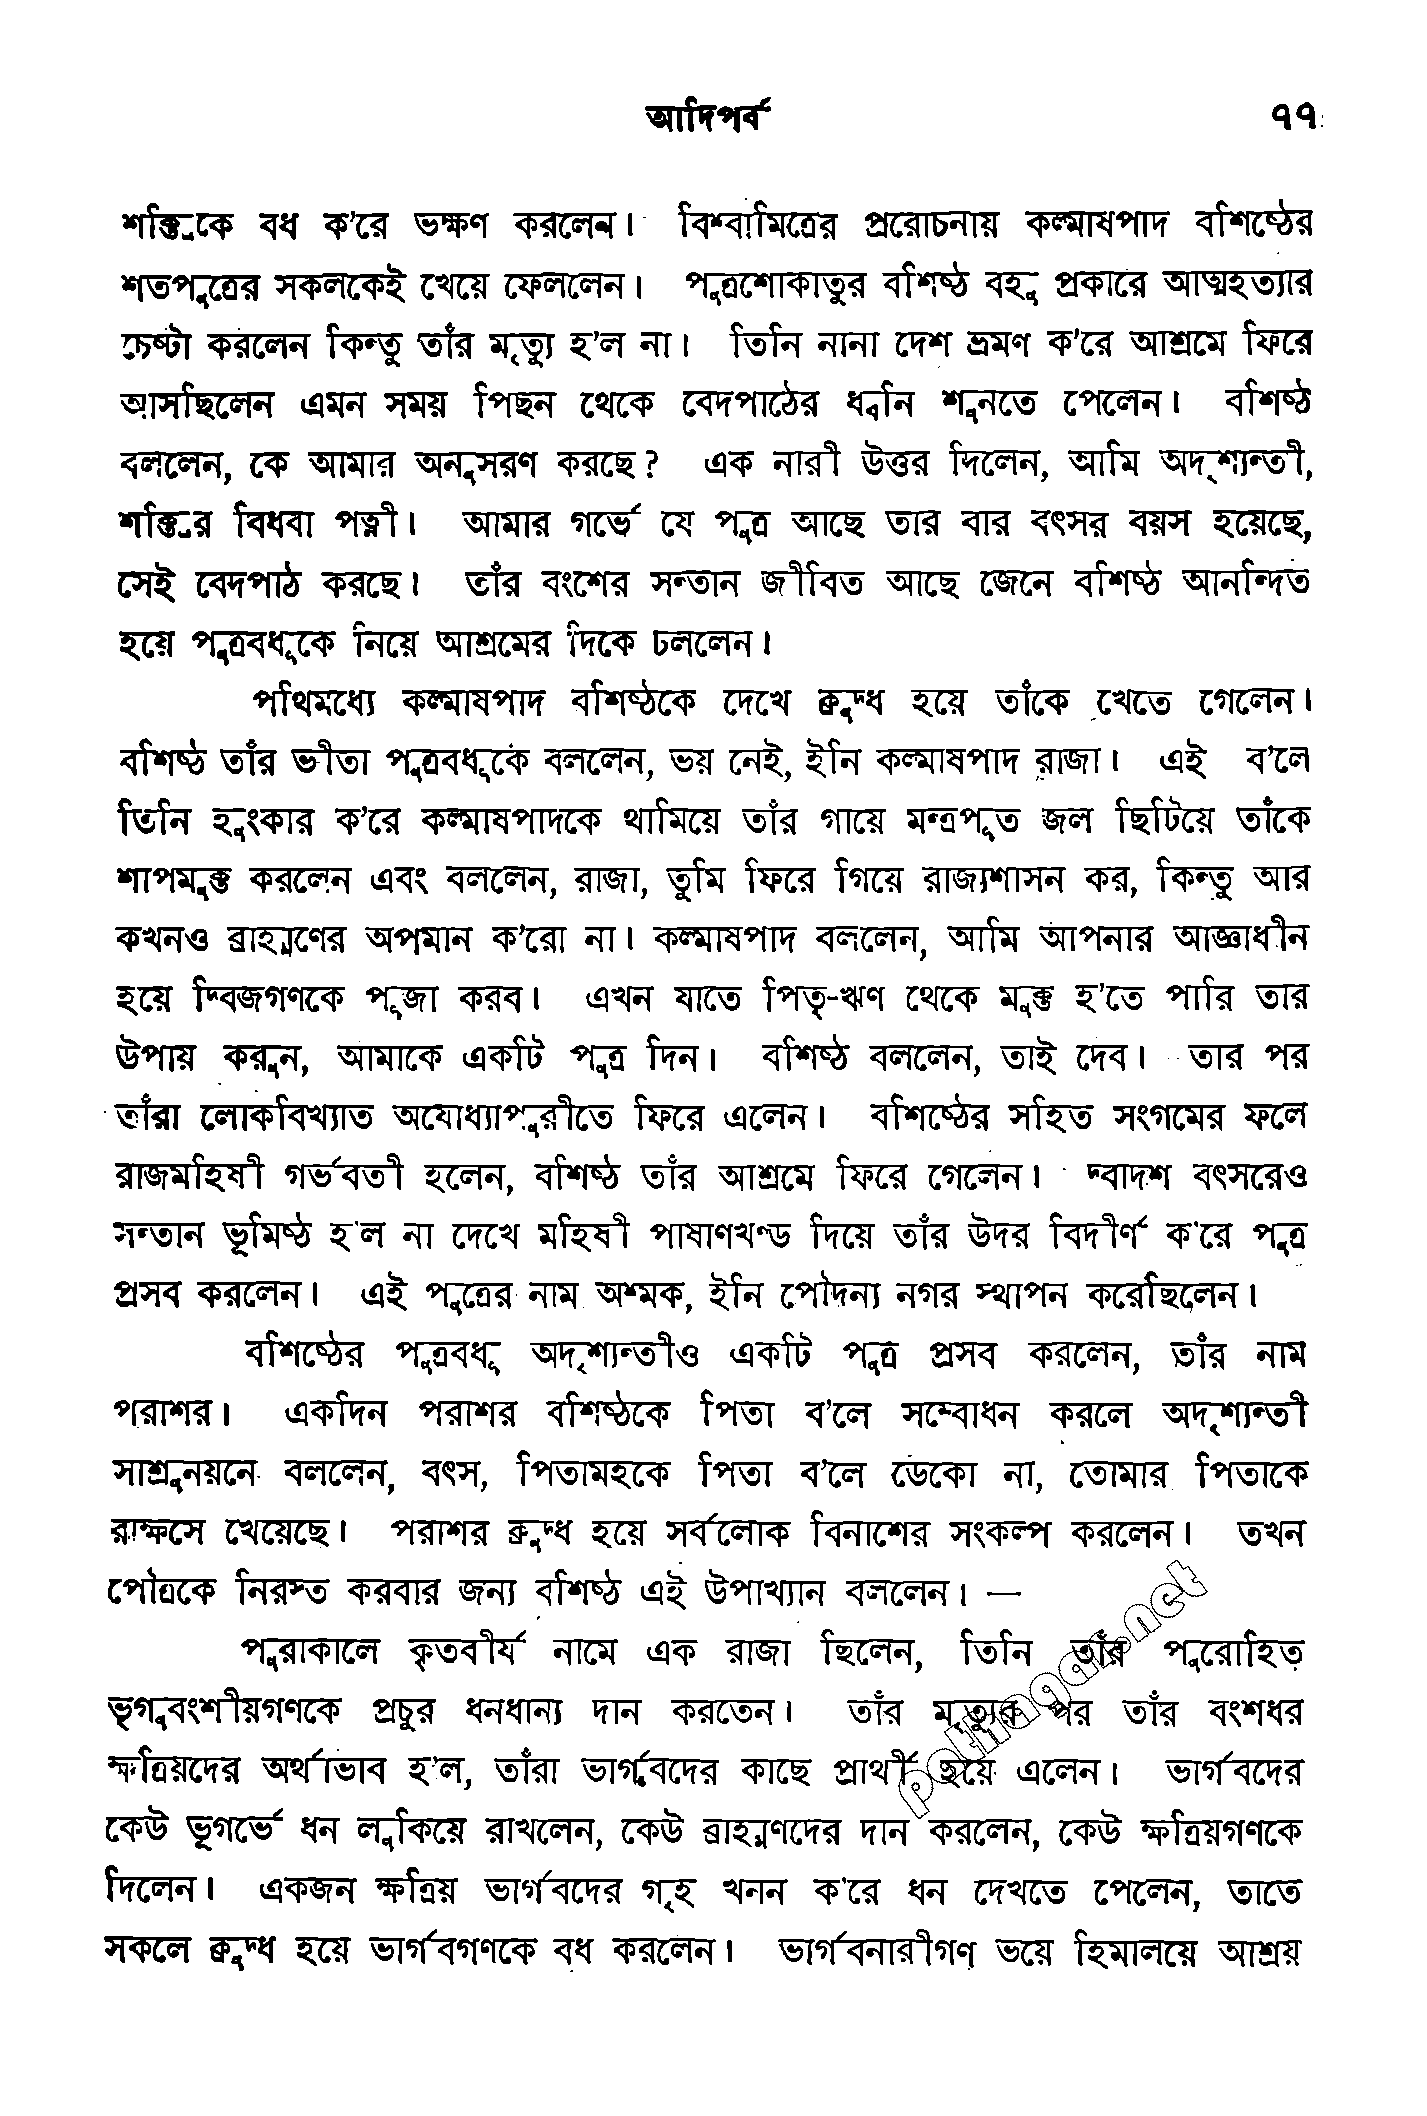 আদিপর্ব ৭৭
শক্ত্রিকে বধ ক'রে ভক্ষণ করলেন। বিশ্বামিত্রের প্ররোচনায় কল্মাষপাদ বশিষ্ঠের
শতপুত্রের সকলকেই খেয়ে ফেললেন। পুত্রশোকাতুর বশিষ্ঠ বহু প্রকারে আত্মহত্যার
চেষ্টা করলেন কিন্তু তাঁর মৃত্যু হ'ল না। তিনি নানা দেশ ভ্রমণ ক'রে আশ্রমে ফিরে
আসছিলেন এমন সময় পিছন থেকে বেদপাঠের ধ্বনি শুনতে পেলেন। বশিষ্ঠ
বললেন, কে আমার অনুসরণ করছে? এক নারী উত্তর দিলেন, আমি অদৃশ্যন্তী,
শক্ত্রির বিধবা পত্নী। আমার গর্ভে যে পুত্র আছে তার বার বৎসর বয়স হয়েছে,
সেই বেদপাঠ করছে। তাঁর বংশের সন্তান জীবিত আছে জেনে বশিষ্ঠ আনন্দিত
হয়ে পুত্রবধূকে নিয়ে আশ্রমের দিকে চললেন।
পথিমধ্যে কল্মাষপাদ বশিষ্ঠকে দেখে ক্রুদ্ধ হয়ে তাঁকে খেতে গেলেন।
বশিষ্ঠ তাঁর ভীতা পুত্রবধূকে বললেন, ভয় নেই, ইনি কল্মাষপাদ রাজা। এই ব'লে
তিনি হুংকার ক'রে কল্মাষপাদকে থামিয়ে তাঁর গায়ে মন্ত্রপূত জল ছিটিয়ে তাঁকে
শাপমুক্ত করলেন এবং বললেন, রাজা, তুমি ফিরে গিয়ে রাজ্যশাসন কর, কিন্তু আর
কখনও ব্রাহ্মণের অপমান ক'রো না। কল্মাষপাদ বললেন, আমি আপনার আজ্ঞাধীন
হয়ে দ্বিজগণকে পূজা করব। এখন যাতে পিতৃ-ঋণ থেকে মুক্ত হ'তে পারি তার
উপায় করুন, আমাকে একটি পুত্র দিন। বশিষ্ঠ বললেন, তাই দেব। তার পর
তাঁরা লোকবিখ্যাত অযোধ্যাপুরীতে ফিরে এলেন। বশিষ্ঠের সহিত সংগমের ফলে
রাজমহিষী গর্ভবতী হলেন, বশিষ্ঠ তাঁর আশ্রমে ফিরে গেলেন। দ্বাদশ বৎসরেও
সন্তান ভূমিষ্ঠ হ'ল না দেখে মহিষী পাষাণখণ্ড দিয়ে তাঁর উদর বিদীর্ণ ক'রে পুত্র
প্রসব করলেন। এই পুত্রের নাম অশ্মক, ইনি পৌদন্য নগর স্থাপন করেছিলেন।
বশিষ্ঠের পুত্রবধূ অদৃশ্যন্তীও একটি পুত্র প্রসব করলেন, তাঁর নাম
পরাশর। একদিন পরাশর বশিষ্ঠকে পিতা ব'লে সম্বোধন করলে অদৃশ্যন্তী
সাশ্রুনয়নে বললেন, বৎস, পিতামহকে পিতা ব'লে ডেকো না, তোমার পিতাকে
রাক্ষসে খেয়েছে। পরাশর ক্রুদ্ধ হয়ে সর্বলোক বিনাশের সংকল্প করলেন। তখন
পৌত্রকে নিরস্ত করবার জন্য বশিষ্ঠ এই উপাখ্যান বললেন। —
পুরাকালে কৃতবীর্য নামে এক রাজা ছিলেন, তিনি তাঁর পুরোহিত
ভৃগুবংশীয়গণকে প্রচুর ধনধান্য দান করতেন। তাঁর মৃত্যুর পর তাঁর বংশধর
ক্ষত্রিয়দের অর্থাভাব হ'ল, তাঁরা ভার্গবদের কাছে প্রার্থী হয়ে এলেন। ভার্গবদের
কেউ ভূগর্ভে ধন লুকিয়ে রাখলেন, কেউ ব্রাহ্মণদের দান করলেন, কেউ ক্ষত্রিয়গণকে
দিলেন। একজন ক্ষত্রিয় ভার্গবদের গৃহ খনন ক'রে ধন দেখতে পেলেন, তাতে
সকলে ক্রুদ্ধ হয়ে ভার্গবগণকে বধ করলেন। ভার্গবনারীগণ ভয়ে হিমালয়ে আশ্রয়
pathagar.net